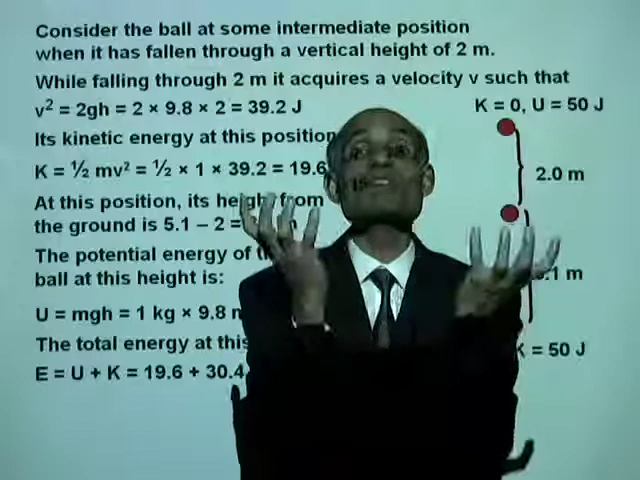 Consider the ball at some intermediate position
when it has fallen through a vertical height of 2 m.
While falling through 2 m it acquires a velocity v such that
v² = 2gh = 2 × 9.8 × 2 = 39.2 J
K = 0, U = 50 J
Its kinetic energy at this position
K = ½ mv² = ½ × 1 × 39.2 = 19.6
2.0 m
At this position, its height from
the ground is 5.1 – 2 =
The potential energy of
ball at this height is:
.1 m
U = mgh = 1 kg × 9.8
The total energy at this
K = 50 J
E = U + K = 19.6 + 30.4